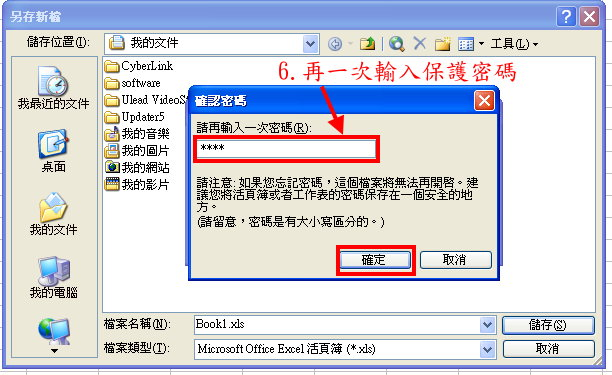 另存新檔
儲存位置(I):
我的文件
工具(L)
6.再一次輸入保護密碼
我最近的文件
桌面
我的文件
我的電腦
CyberLink
software
Ulead VideoS
Updater5
我的音樂
我的圖片
我的網站
我的影片
確認密碼
請再輸入一次密碼(R):
****
請注意: 如果您忘記密碼，這個檔案將無法再開啓。建
議您將活頁簿或者工作表的密碼保存在一個安全的地
方。
(請留意，密碼是有大小寫區分的。)
確定
取消
檔案名稱(N):
Book1.xls
儲存(S)
檔案類型(T):
Microsoft Office Excel 活頁簿 (*.xls)
取消